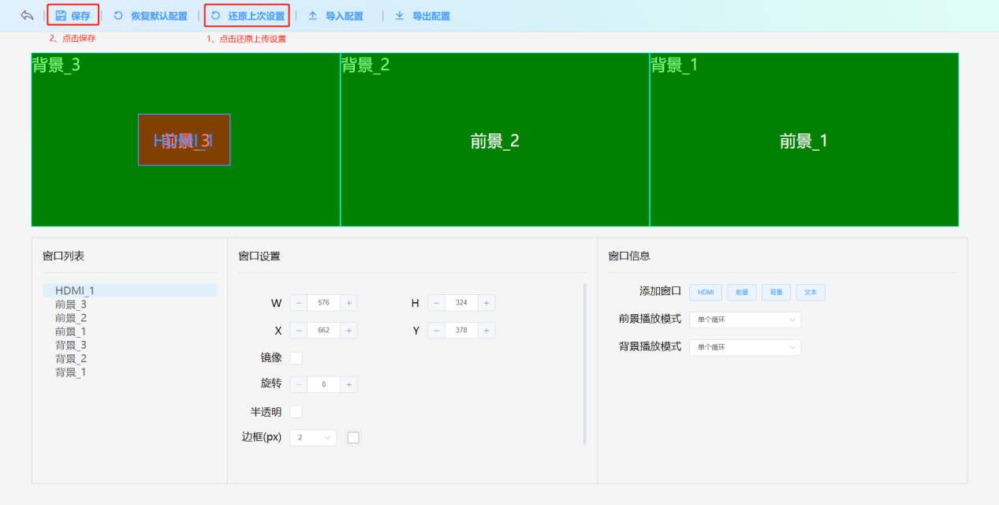 保存 恢复默认配置 还原上次设置 导入配置 导出配置
2、点击保存 1、点击还原上传设置
背景_3 背景_2 背景_1
HDMI_1
前景_3
前景_2 前景_1
窗口列表
HDMI_1
前景_3
前景_2
前景_1
背景_3
背景_2
背景_1
窗口设置
W 576 H 324
X 662 Y 378
镜像
旋转 0
半透明
边框(px) 2
窗口信息
添加窗口 HDMI 前景 背景 文本
前景播放模式 单个循环
背景播放模式 单个循环